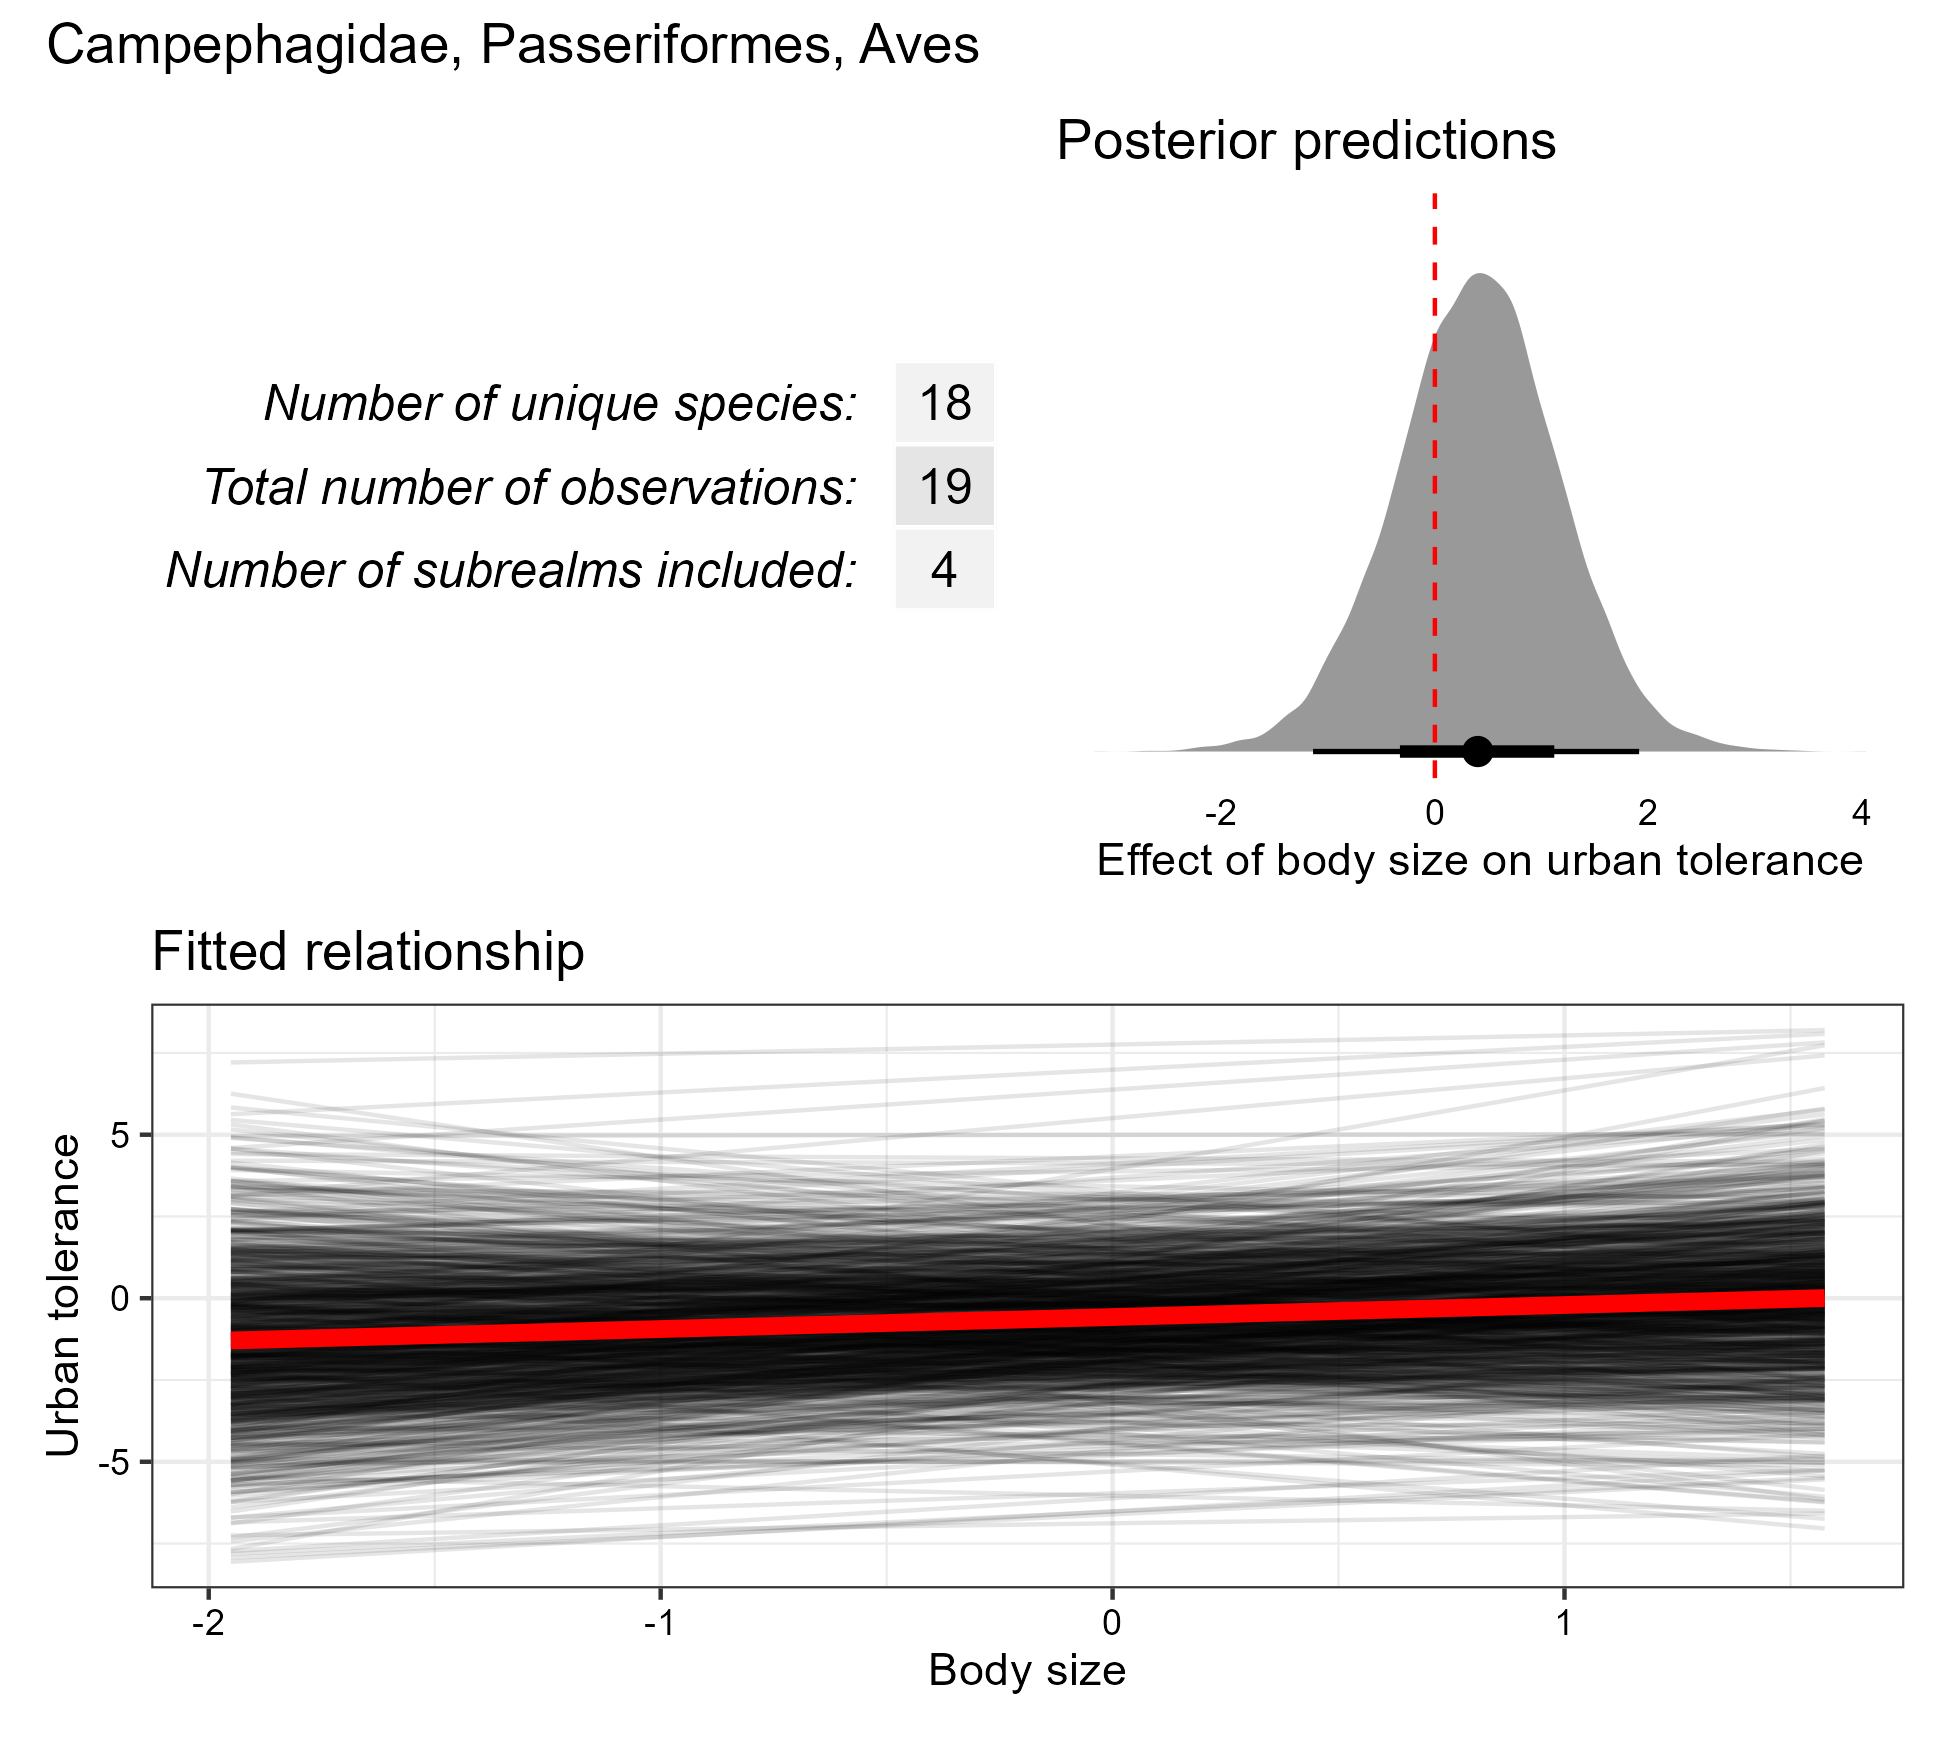 Campephagidae, Passeriformes, Aves
Number of unique species: 18
Total number of observations: 19
Number of subrealms included: 4
Posterior predictions
-2 0 2 4
Effect of body size on urban tolerance
Fitted relationship
Urban tolerance
5
0
-5
-2 -1 0 1
Body size